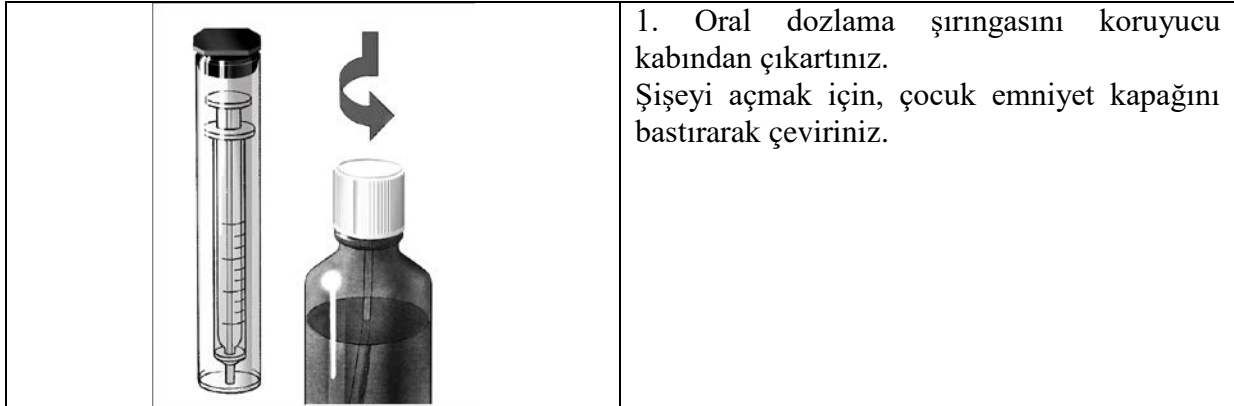 1. Oral dozlama şırıngasını koruyucu
kabından çıkartınız.
Şişeyi açmak için, çocuk emniyet kapağını
bastırarak çeviriniz.